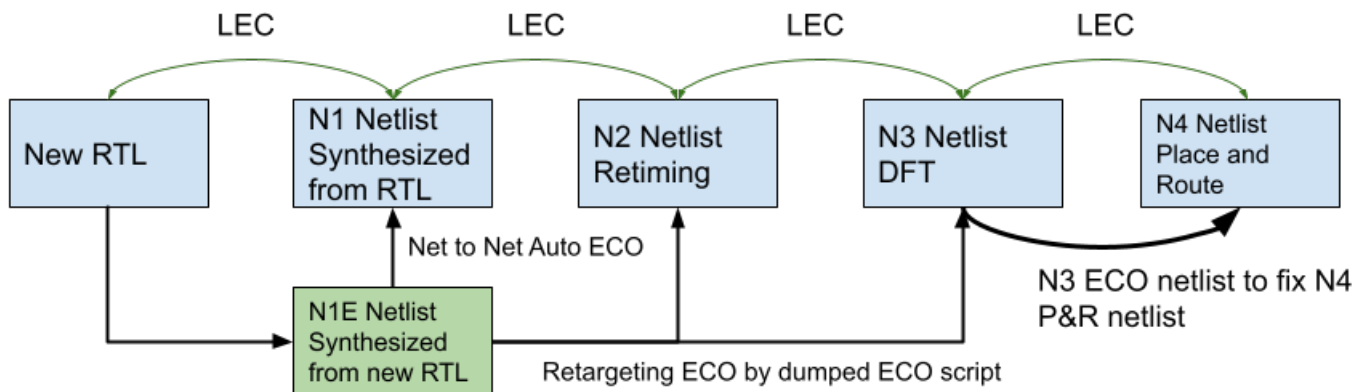 LEC
LEC
LEC
LEC
New RTL
N1 Netlist
Synthesized
from RTL
N2 Netlist
Retiming
N3 Netlist
DFT
N4 Netlist
Place and
Route
Net to Net Auto ECO
N1E Netlist
Synthesized
from new RTL
N3 ECO netlist to fix N4
P&R netlist
Retargeting ECO by dumped ECO script